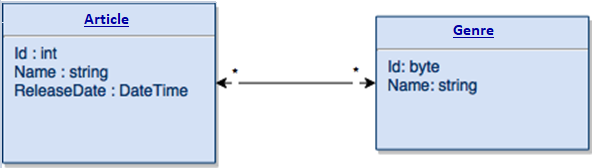 Article
Id : int
Name : string
ReleaseDate : DateTime
* *
Genre
Id: byte
Name: string